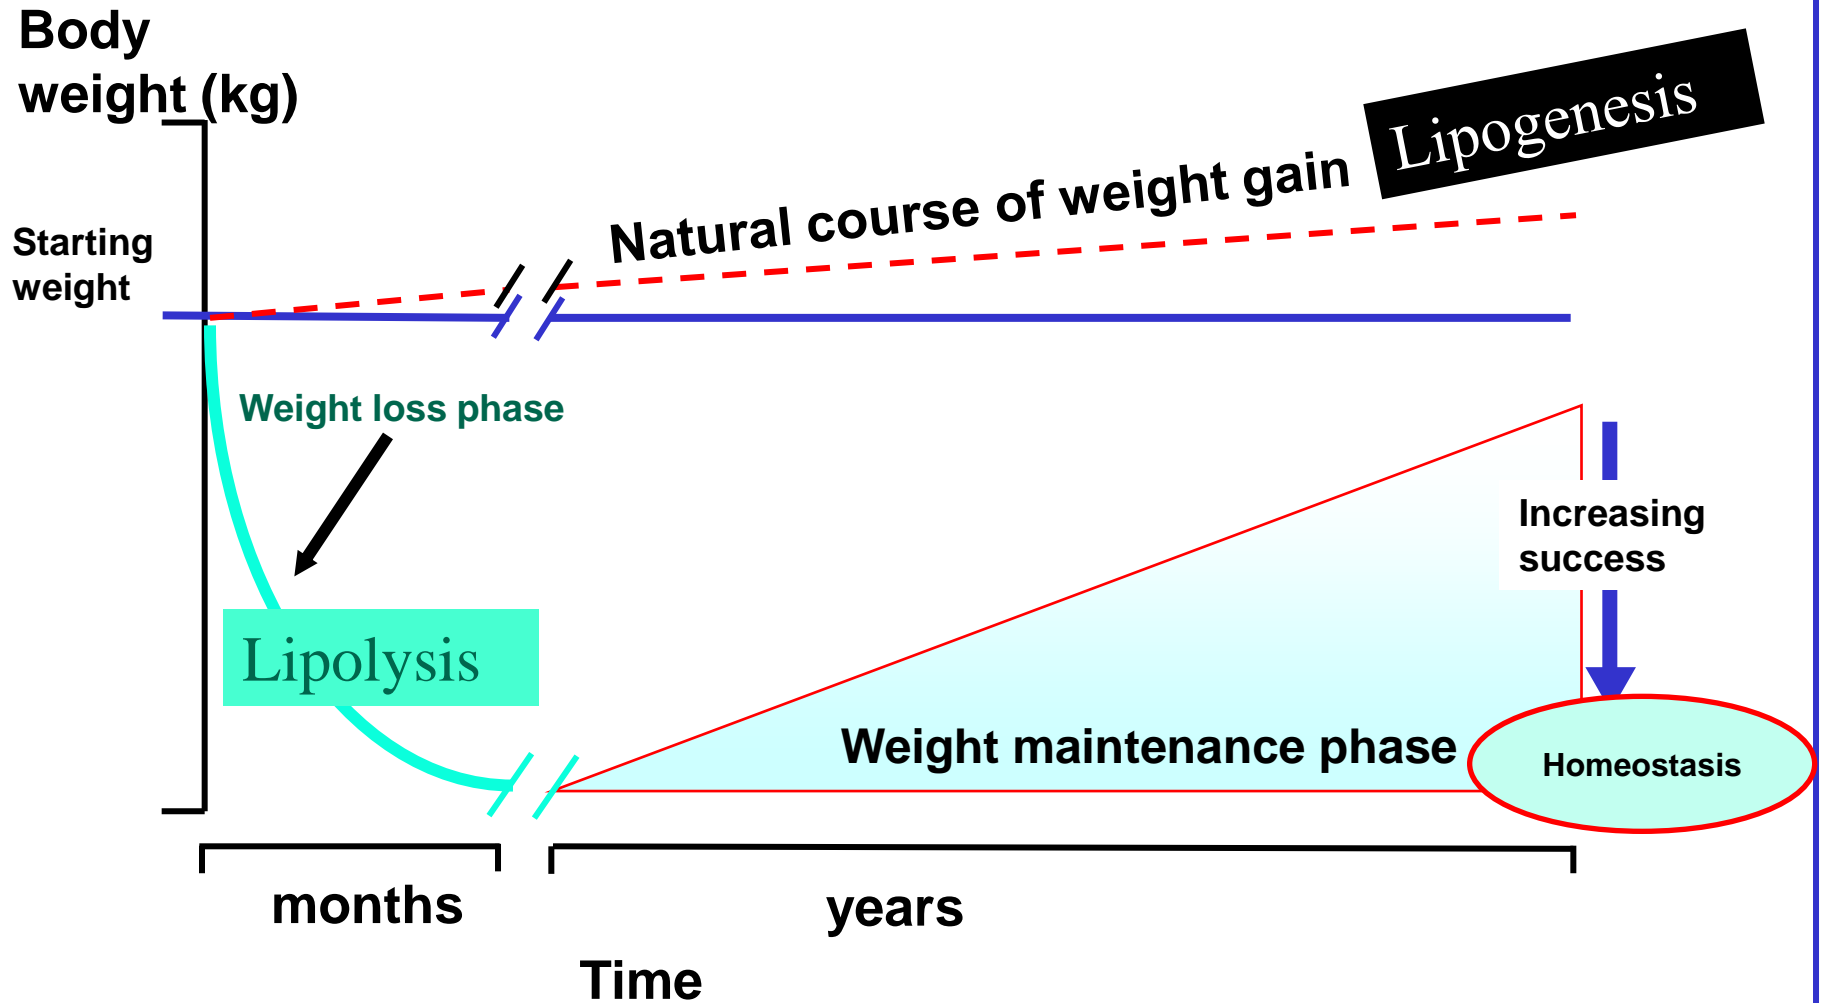 Body
weight (kg)
Lipogenesis
Natural course of weight gain
Starting
weight
Weight loss phase
Increasing
success
Lipolysis
Weight maintenance phase
Homeostasis
months
years
Time